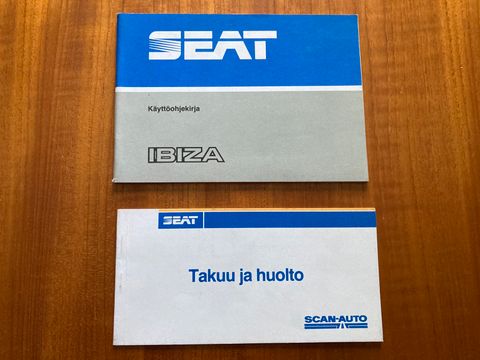 SEAT
Käyttöohjekirja
IBIZA
SEAT
Takuu ja huolto
SCAN-AUTO